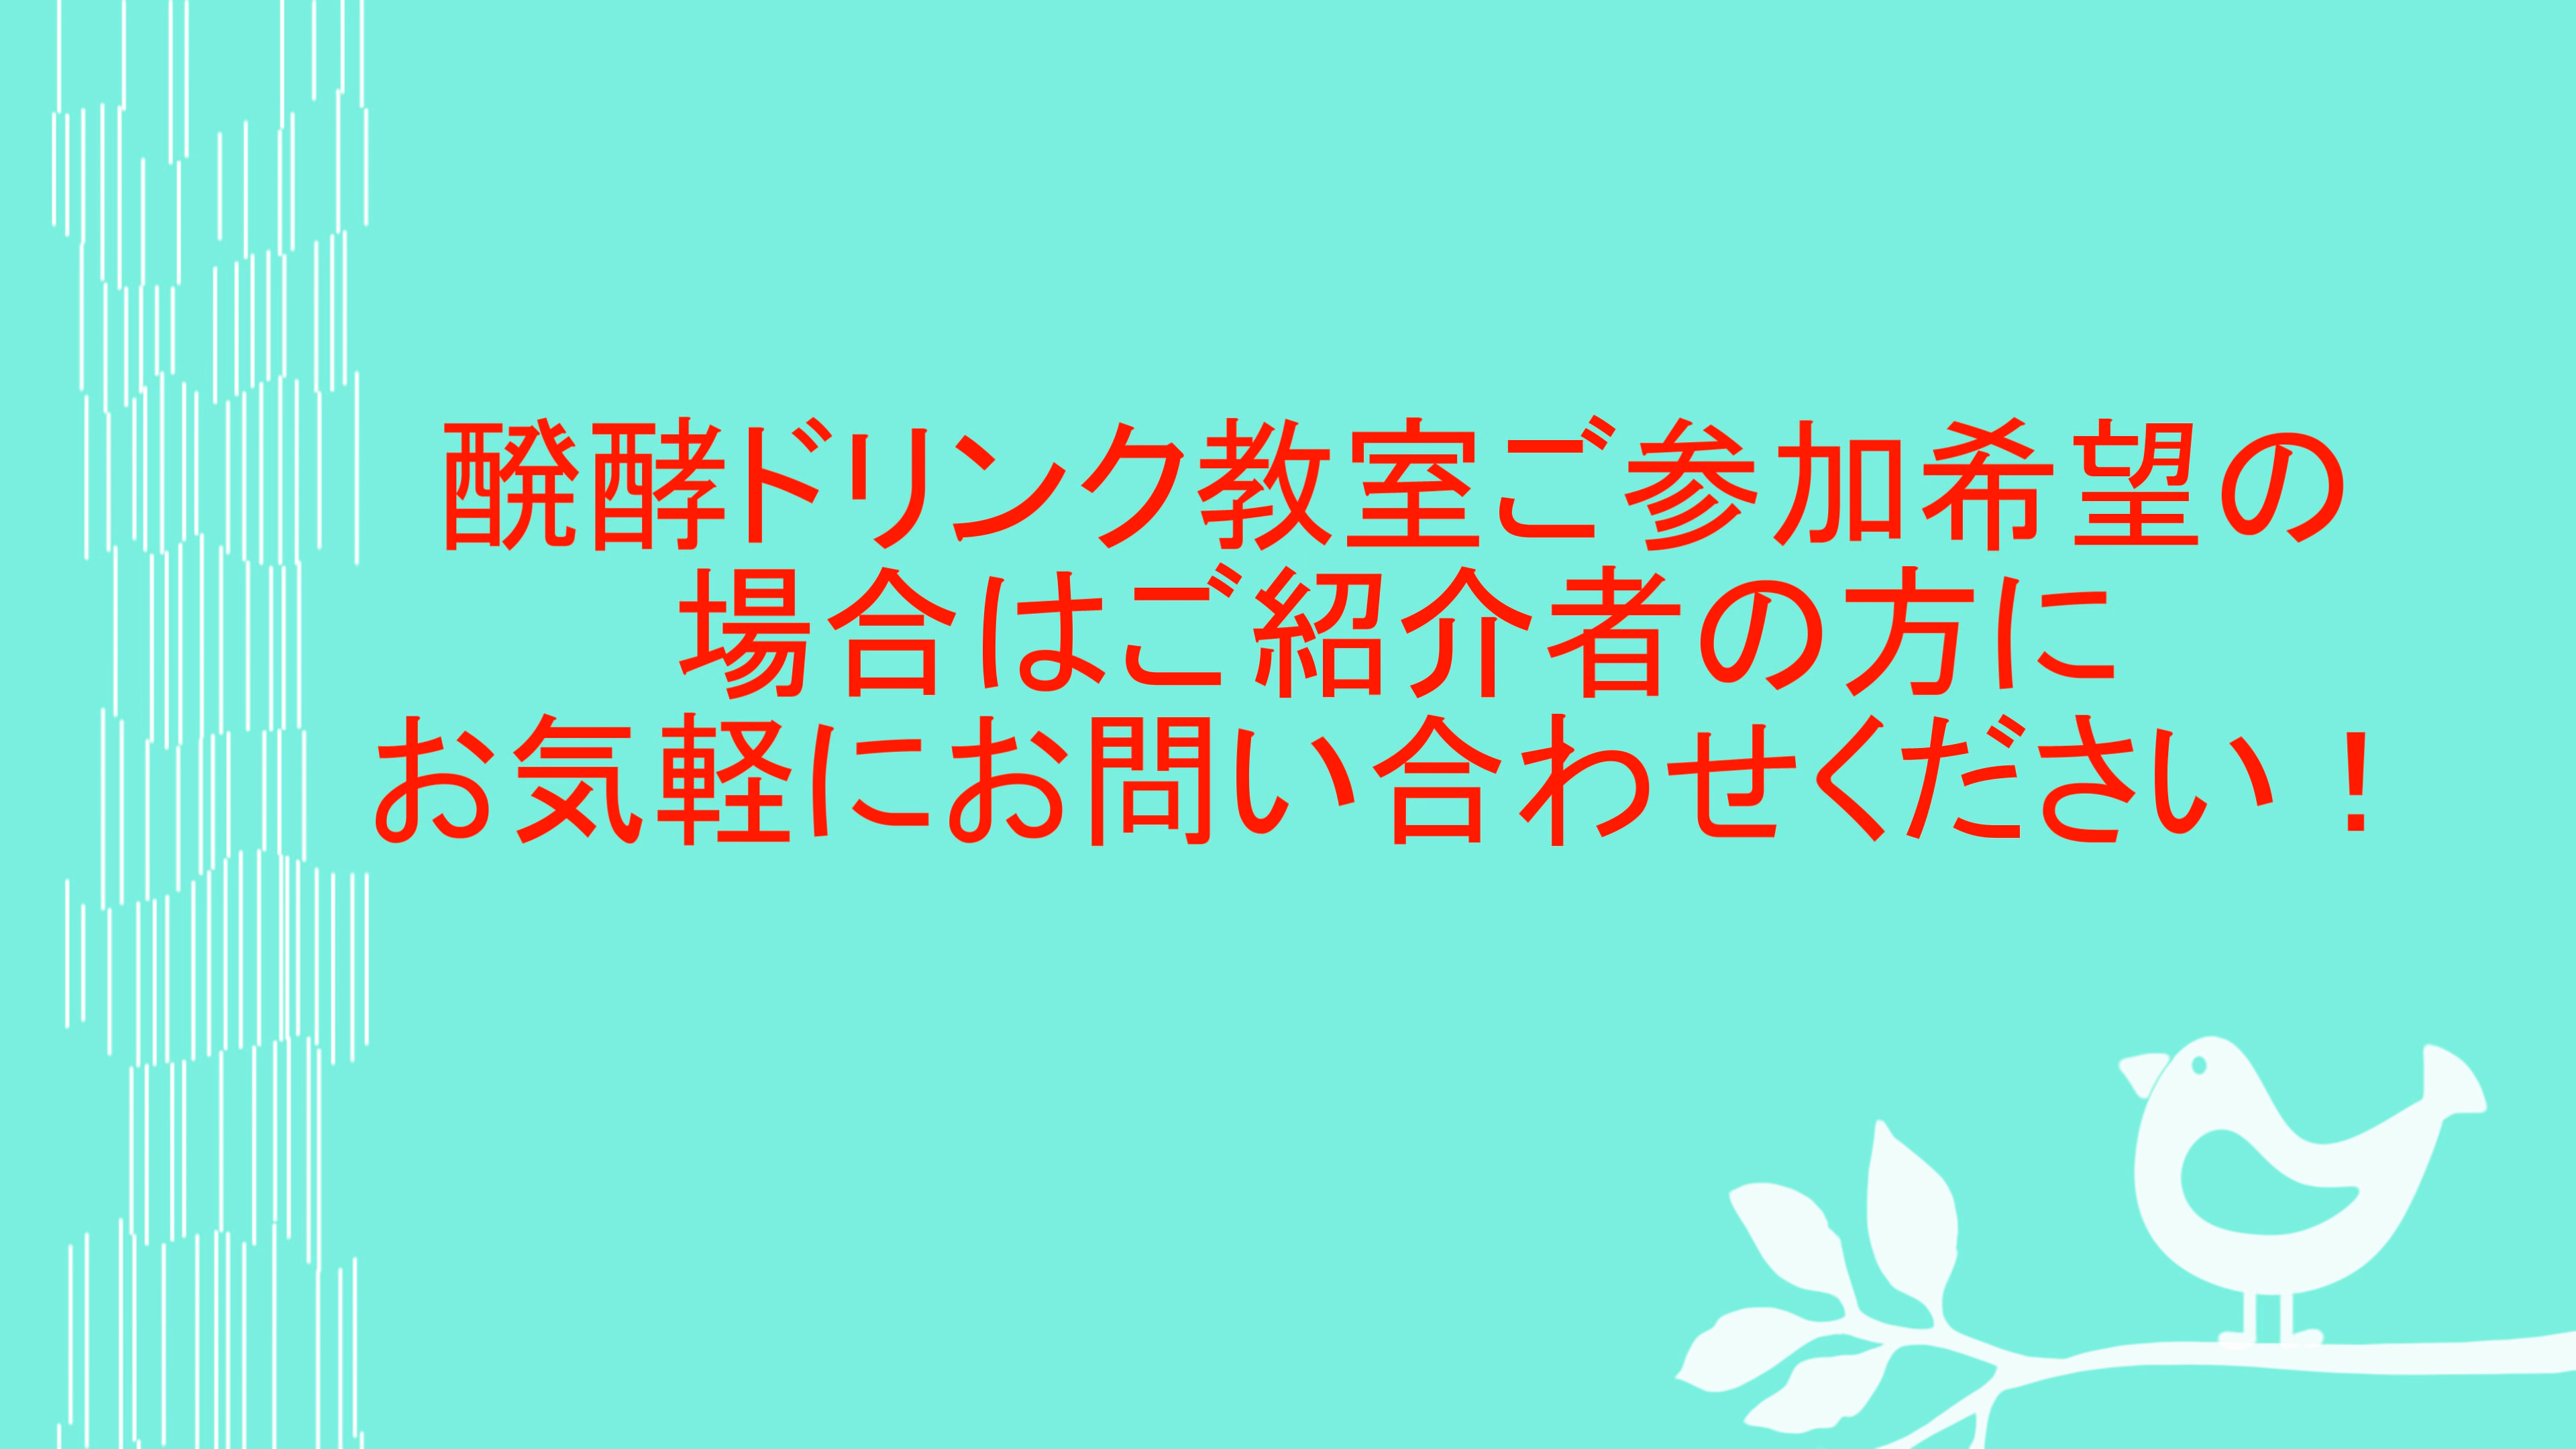 醗酵ドリンク教室ご参加希望の
場合はご紹介者の方に
お気軽にお問い合わせください！